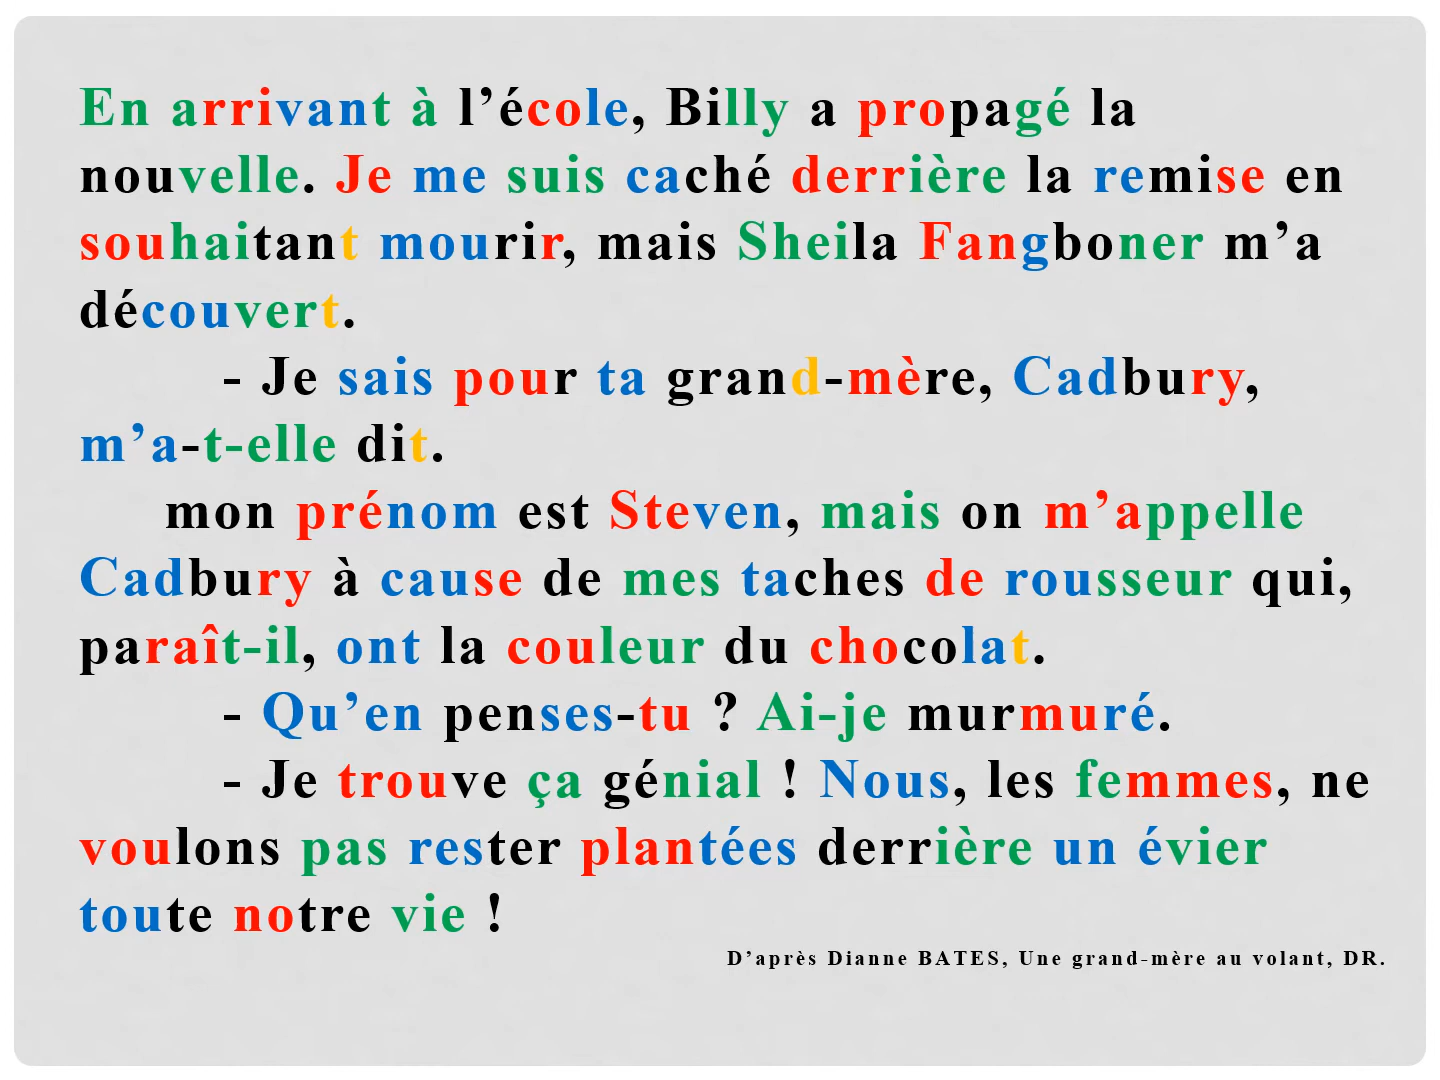 En arrivant à l’école, Billy a propagé la
nouvelle. Je me suis caché derrière la remise en
souhaitant mourir, mais Sheila Fangboner m’a
découvert.
- Je sais pour ta grand-mère, Cadbury,
m’a-t-elle dit.
mon prénom est Steven, mais on m’appelle
Cadbury à cause de mes taches de rousseur qui,
paraît-il, ont la couleur du chocolat.
- Qu’en penses-tu ? Ai-je murmuré.
- Je trouve ça génial ! Nous, les femmes, ne
voulons pas rester plantées derrière un évier
toute notre vie !
D’après Dianne BATES, Une grand-mère au volant, DR.